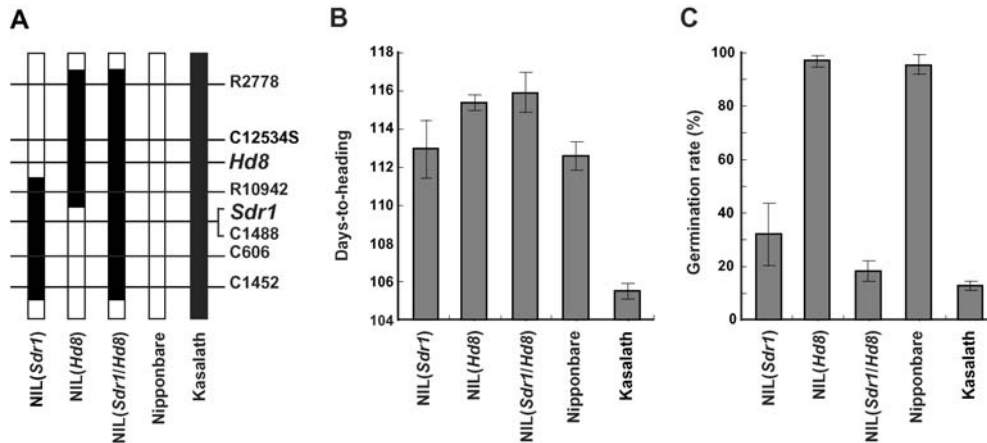 A
R2778
C12534S
Hd8
R10942
Sdr1
C1488
C606
C1452
NIL(Sdr1)
NIL(Hd8)
NIL(Sdr1/Hd8)
Nipponbare
Kasalath
B
Days-to-heading
118
116
114
112
110
108
106
104
NIL(Sdr1)
NIL(Hd8)
NIL(Sdr1/Hd8)
Nipponbare
Kasalath
C
Germination rate (%)
100
80
60
40
20
0
NIL(Sdr1)
NIL(Hd8)
NIL(Sdr1/Hd8)
Nipponbare
Kasalath